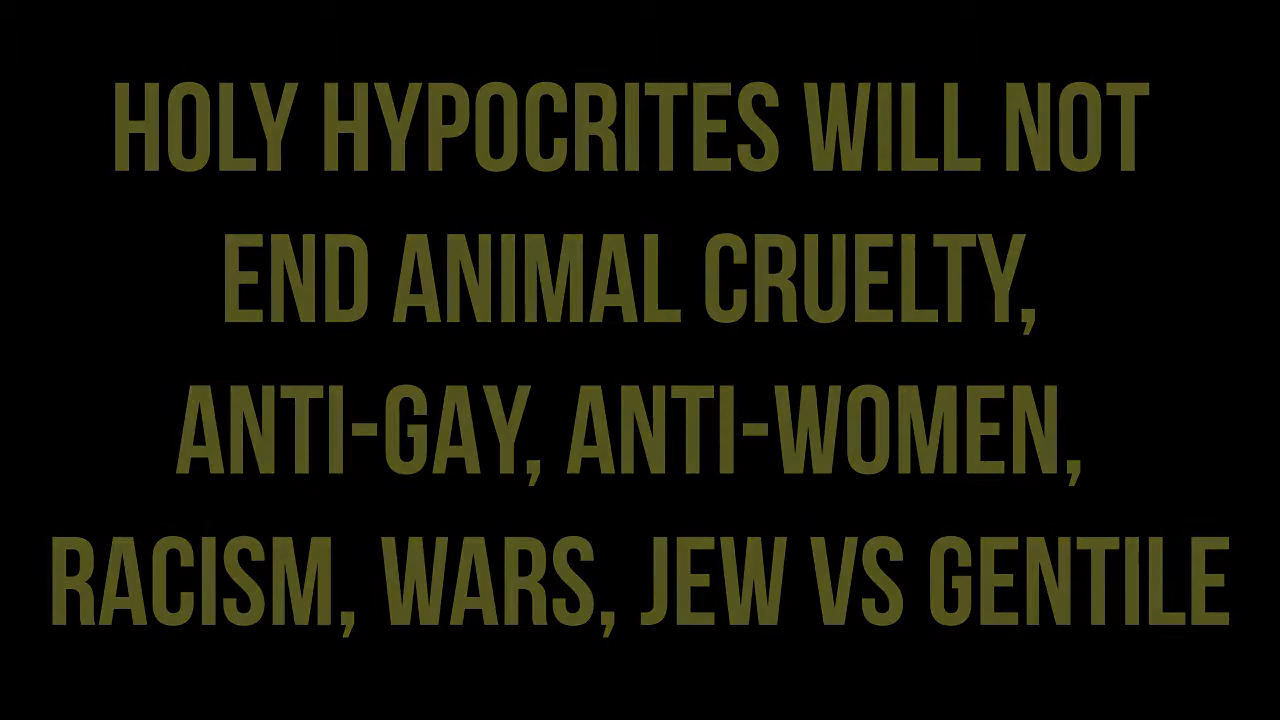 HOLY HYPOCRITES WILL NOT
END ANIMAL CRUELTY,
ANTI-GAY, ANTI-WOMEN,
RACISM, WARS, JEW VS GENTILE